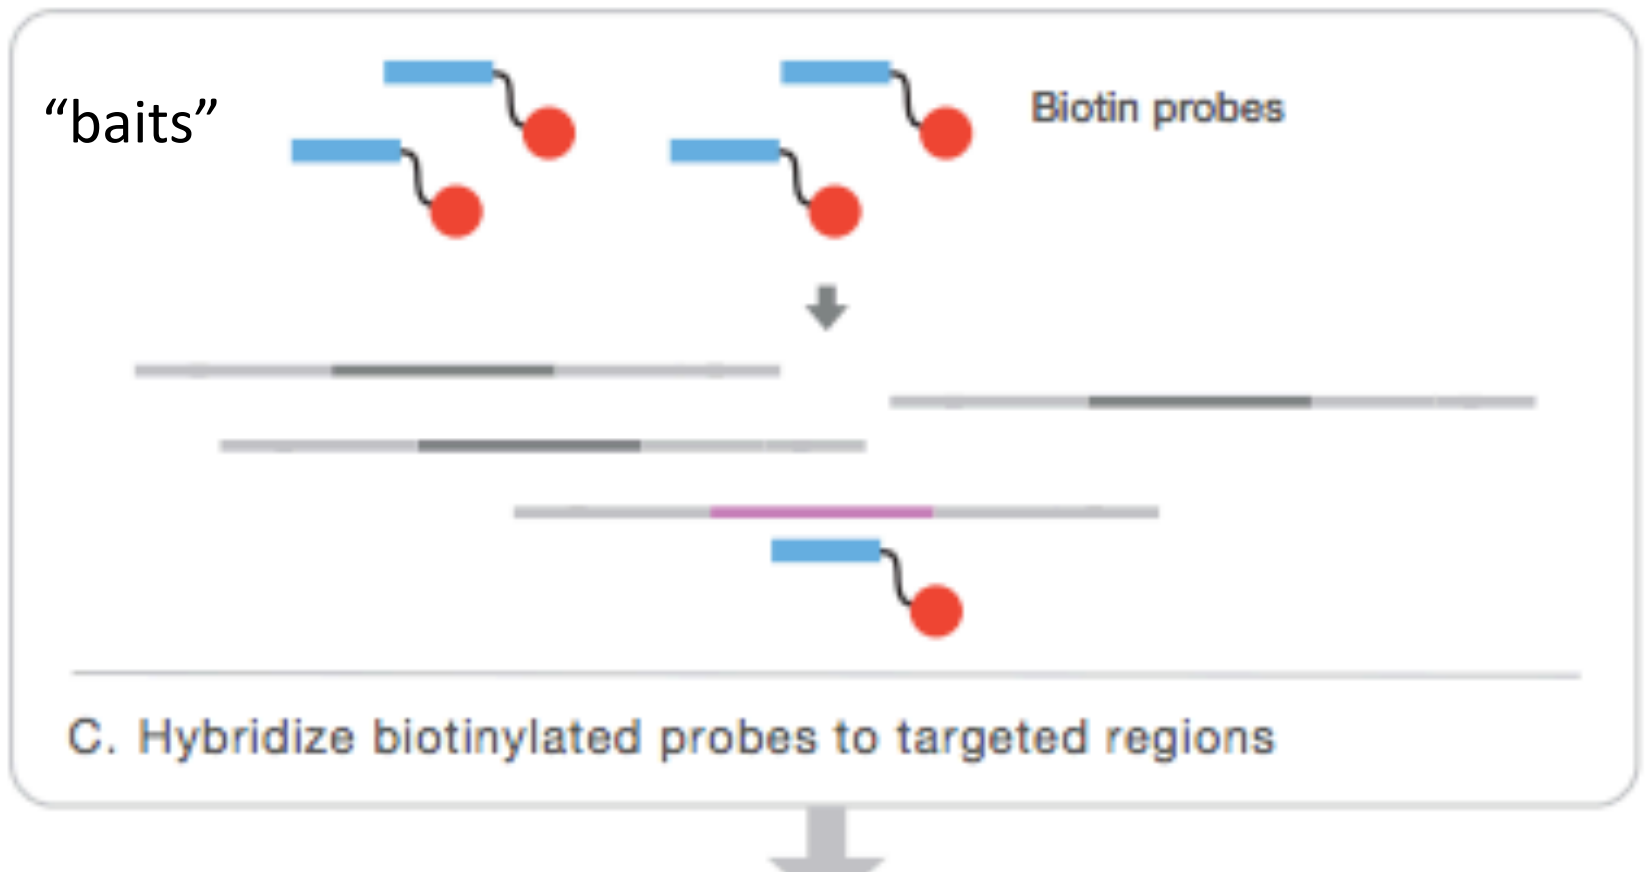 “baits”
Biotin probes
C. Hybridize biotinylated probes to targeted regions